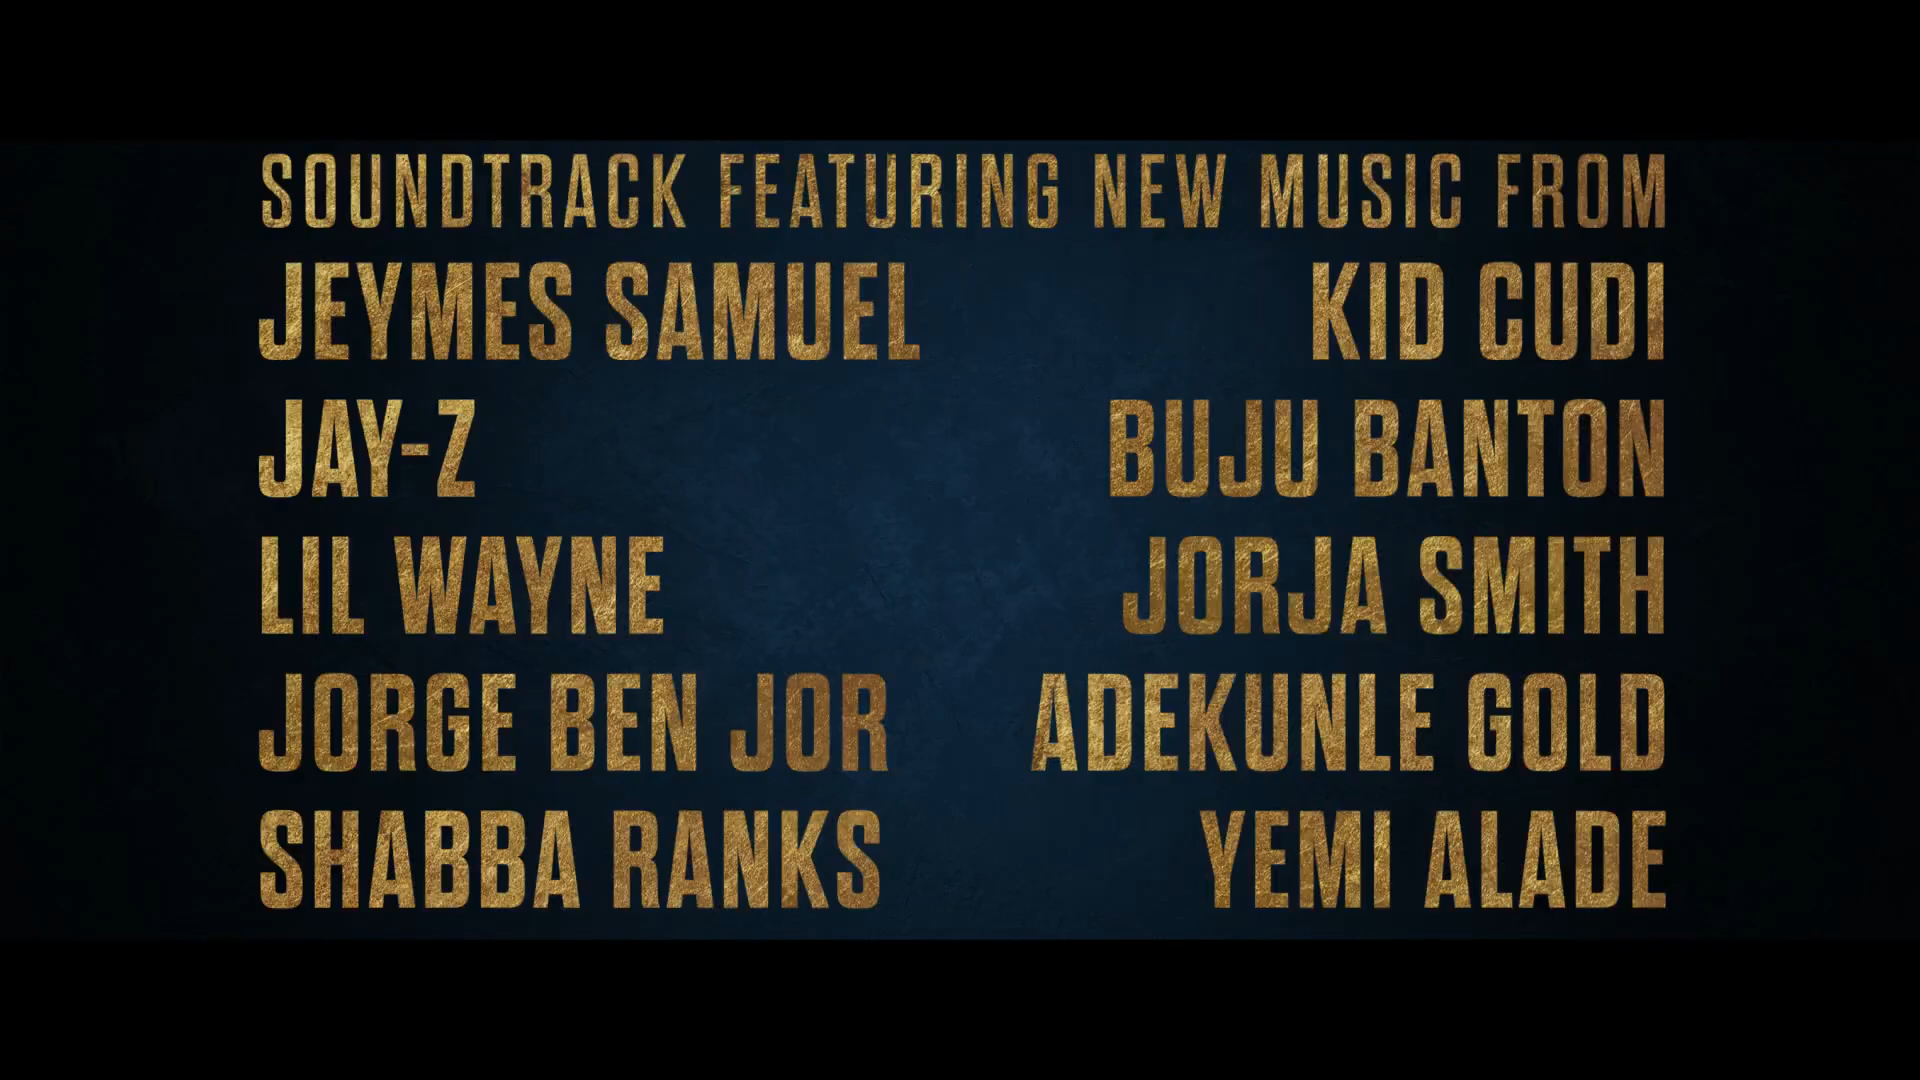 SOUNDTRACK FEATURING NEW MUSIC FROM
JEYMES SAMUEL KID CUDI
JAY-Z BUJU BANTON
LIL WAYNE JORJA SMITH
JORGE BEN JOR ADEKUNLE GOLD
SHABBA RANKS YEMI ALADE